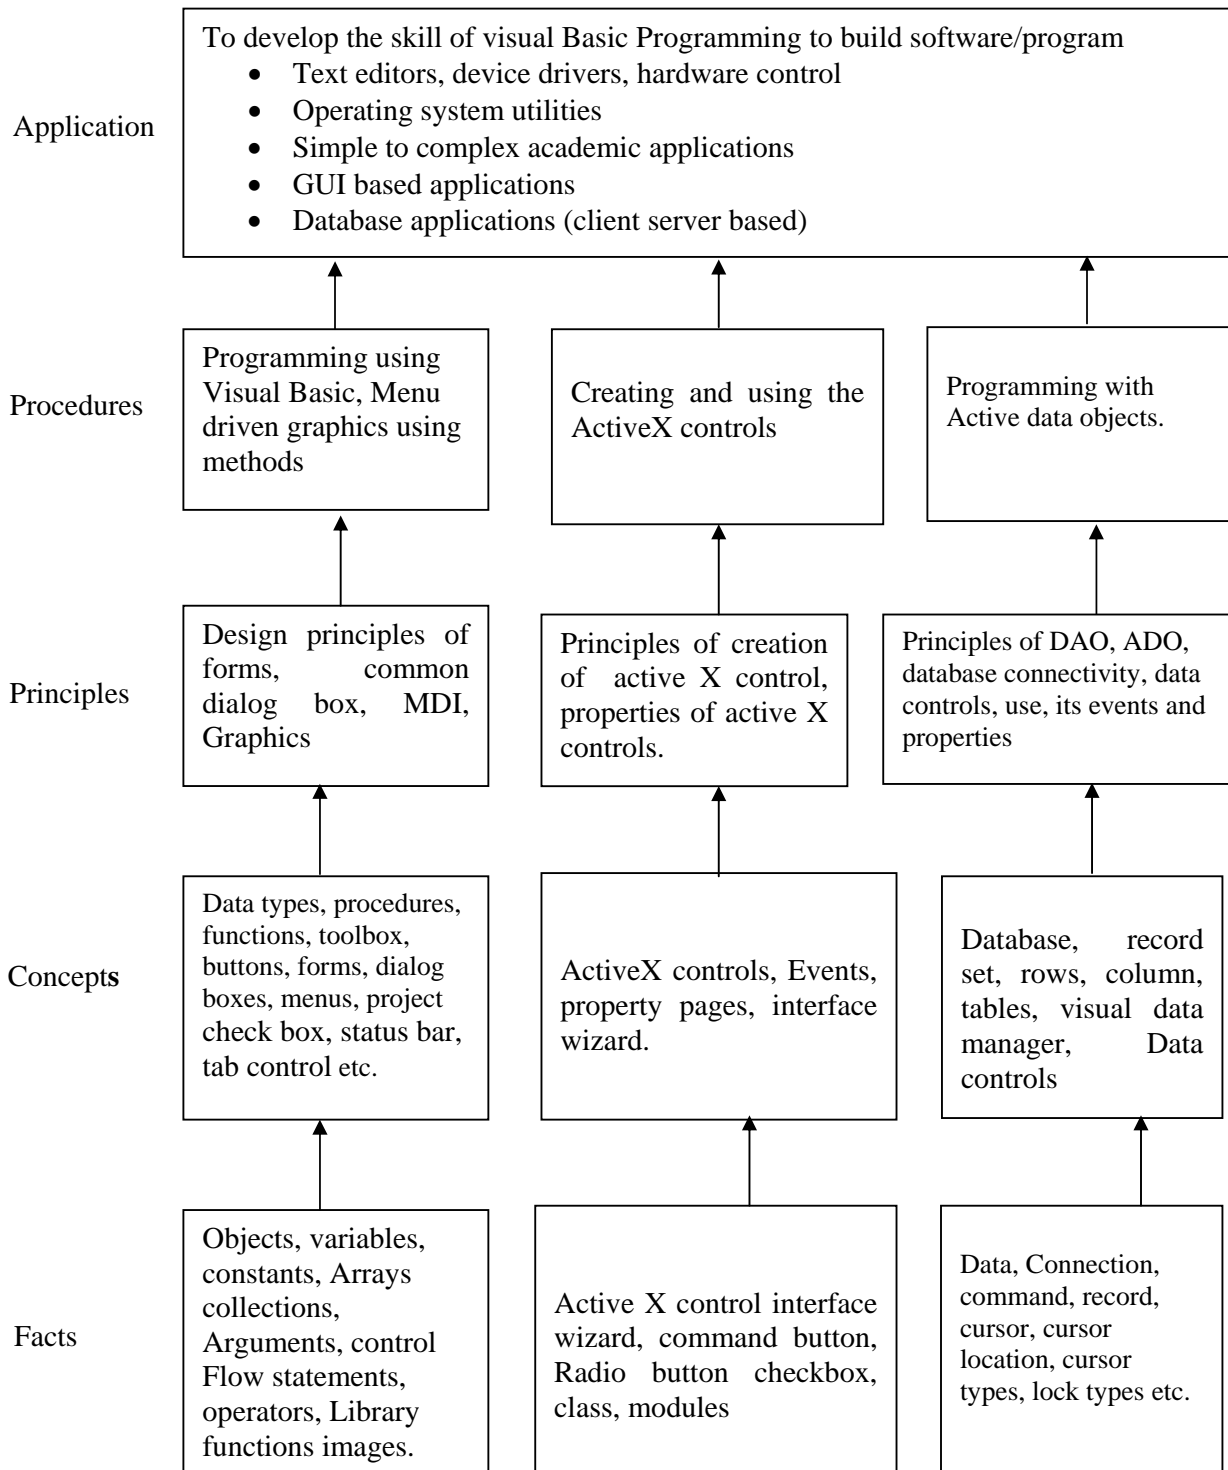 To develop the skill of visual Basic Programming to build software/program
• Text editors, device drivers, hardware control
• Operating system utilities
Application
• Simple to complex academic applications
• GUI based applications
• Database applications (client server based)
Procedures
Programming using
Visual Basic, Menu
driven graphics using
methods
Creating and using the
ActiveX controls
Programming with
Active data objects.
Principles
Design principles of
forms, common
dialog box, MDI,
Graphics
Principles of creation
of active X control,
properties of active X
controls.
Principles of DAO, ADO,
database connectivity, data
controls, use, its events and
properties
Concepts
Data types, procedures,
functions, toolbox,
buttons, forms, dialog
boxes, menus, project
check box, status bar,
tab control etc.
ActiveX controls, Events,
property pages, interface
wizard.
Database, record
set, rows, column,
tables, visual data
manager, Data
controls
Facts
Objects, variables,
constants, Arrays
collections,
Arguments, control
Flow statements,
operators, Library
functions images.
Active X control interface
wizard, command button,
Radio button checkbox,
class, modules
Data, Connection,
command, record,
cursor, cursor
location, cursor
types, lock types etc.